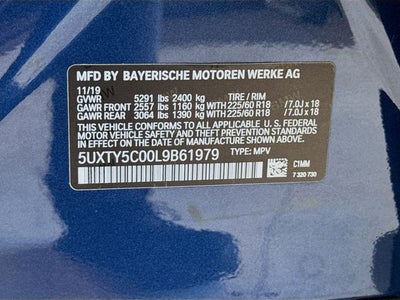 MFD BY BAYERISCHE MOTOREN WERKE AG
11/19
GVWR 5291 lbs 2400 kg TIRE / RIM
GAWR FRONT 2557 lbs 1160 kg WITH 225/60 R18 /7.0J x 18
GAWR REAR 3064 lbs 1390 kg WITH 225/60 R18 /7.0J x 18
THIS VEHICLE CONFORMS TO ALL APPLICABLE U. S. FEDERAL
MOTOR VEHICLE SAFETY STANDARDS IN EFFECT ON THE DATE OF
MANUFACTURE SHOWN ABOVE.
5UXTY5C00L9B61979 TYPE: MPV
C1MM
7 320 730